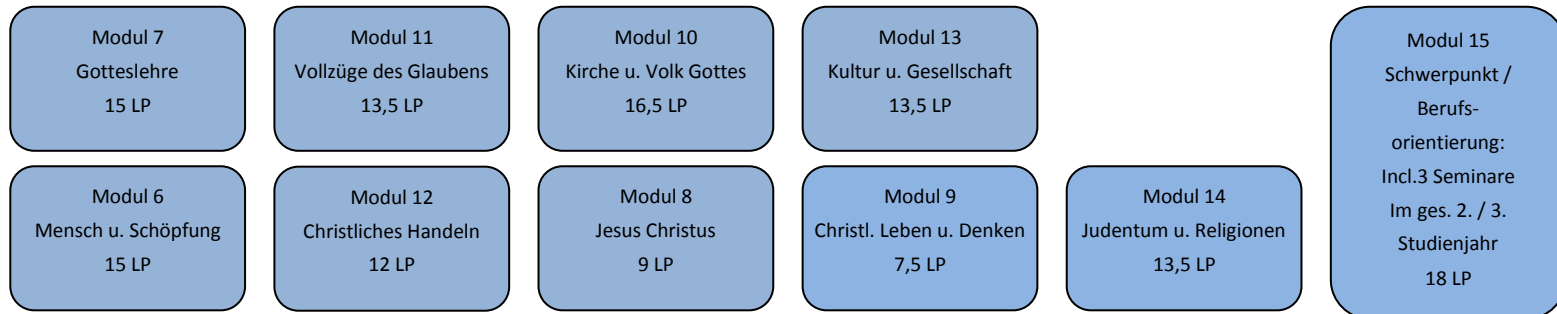 Modul 7
Gotteslehre
15 LP
Modul 11
Vollzüge des Glaubens
13,5 LP
Modul 10
Kirche u. Volk Gottes
16,5 LP
Modul 13
Kultur u. Gesellschaft
13,5 LP
Modul 15
Schwerpunkt /
Berufs-
orientierung:
Incl.3 Seminare
Im ges. 2. / 3.
Studienjahr
18 LP
Modul 6
Mensch u. Schöpfung
15 LP
Modul 12
Christliches Handeln
12 LP
Modul 8
Jesus Christus
9 LP
Modul 9
Christl. Leben u. Denken
7,5 LP
Modul 14
Judentum u. Religionen
13,5 LP